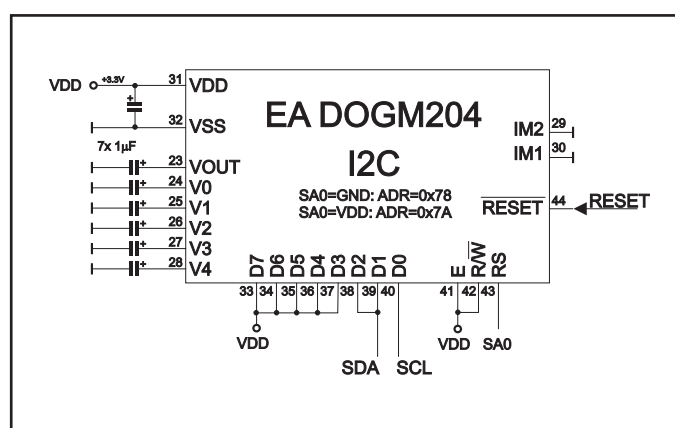 VDD +3.3V 31 VDD
32 VSS
7x 1µF
23 VOUT
24 V0
25 V1
26 V2
27 V3
28 V4
EA DOGM204
I2C
SA0=GND: ADR=0x78
SA0=VDD: ADR=0x7A
IM2 29
IM1 30
RESET 44 RESET
D7 D6 D5 D4 D3 D2 D1 D0 E R/W RS
33 34 35 36 37 38 39 40 41 42 43
VDD VDD SA0
SDA SCL